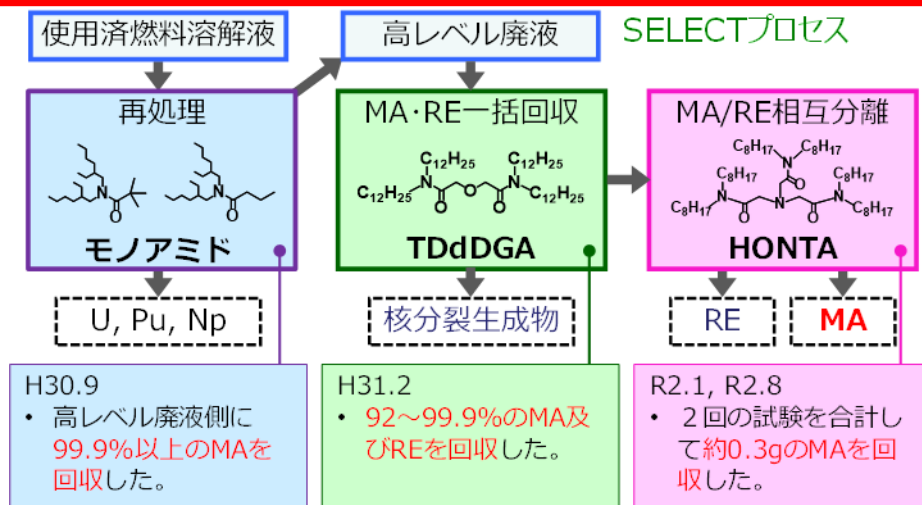 使用済燃料溶解液
高レベル廃液
SELECTプロセス
再処理
N
O
N
O
モノアミド
MA・RE一括回収
C₁₂H₂₅
C₁₂H₂₅
C₁₂H₂₅
N
O
O
O
N
C₁₂H₂₅
TDdDGA
MA/RE相互分離
C₈H₁₇
C₈H₁₇
N
C₈H₁₇
O
C₈H₁₇
C₈H₁₇
N
O
N
O
N
C₈H₁₇
HONTA
U, Pu, Np
核分裂生成物
RE
MA
H30.9
• 高レベル廃液側に
99.9%以上のMAを
回収した。
H31.2
• 92～99.9%のMA及
びREを回収した。
R2.1, R2.8
• ２回の試験を合計し
て約0.3gのMAを回
収した。